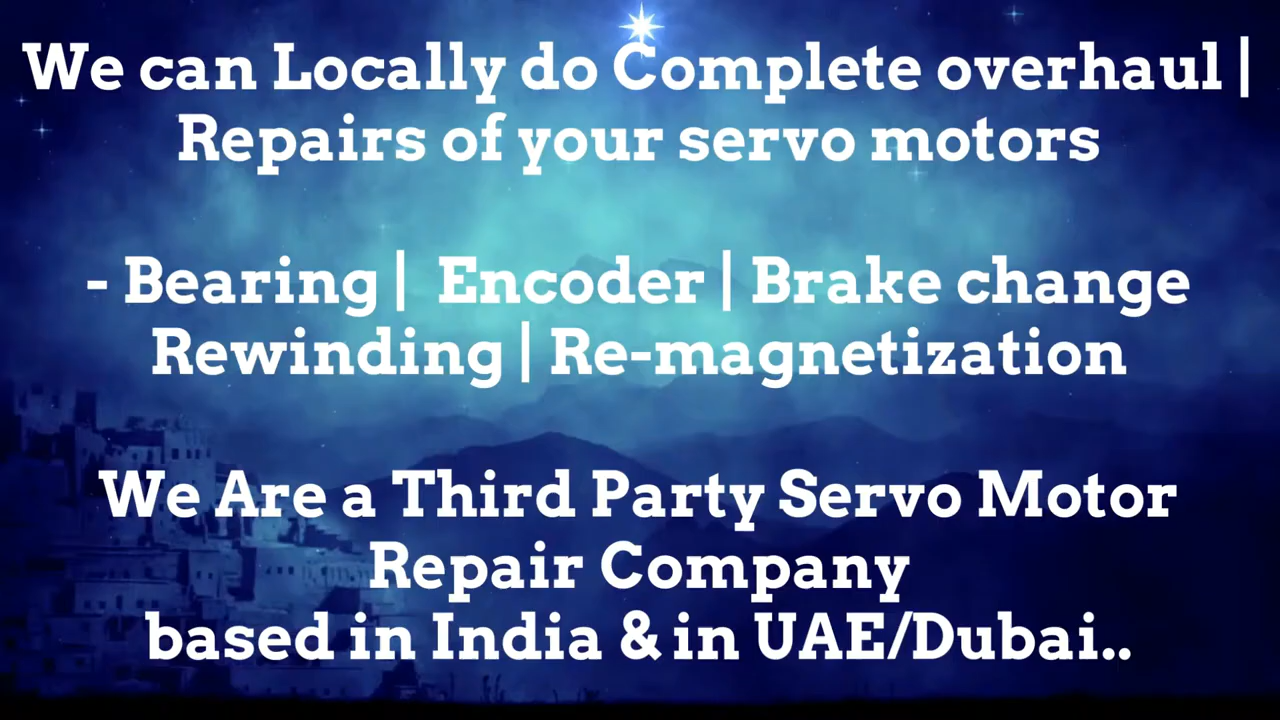 We can Locally do Complete overhaul |
Repairs of your servo motors
- Bearing | Encoder | Brake change
Rewinding | Re-magnetization
We Are a Third Party Servo Motor
Repair Company
based in India & in UAE/Dubai..